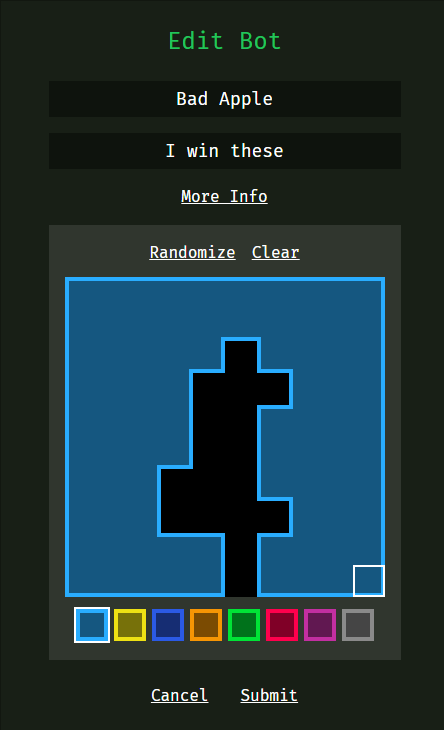 Edit Bot
Bad Apple
I win these
More Info
Randomize Clear
Cancel Submit